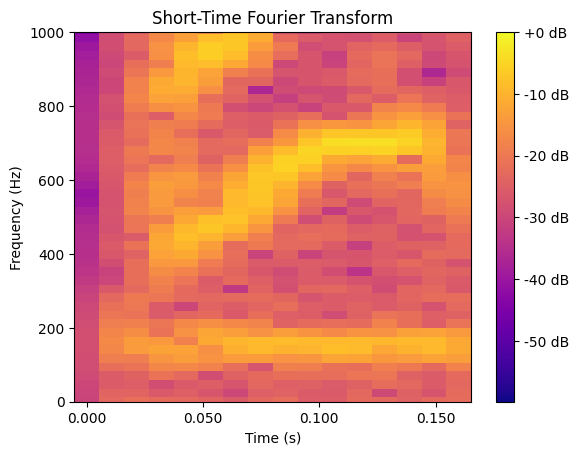 Short-Time Fourier Transform
1000
800
600
400
200
0
Frequency (Hz)
0.000
0.050
0.100
0.150
Time (s)
+0 dB
-10 dB
-20 dB
-30 dB
-40 dB
-50 dB